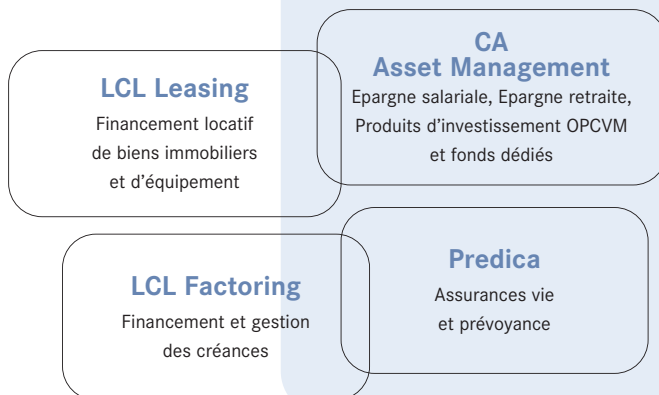 LCL Leasing
Financement locatif
de biens immobiliers
et d'équipement
CA
Asset Management
Epargne salariale, Epargne retraite,
Produits d'investissement OPCVM
et fonds dédiés
LCL Factoring
Financement et gestion
des créances
Predica
Assurances vie
et prévoyance